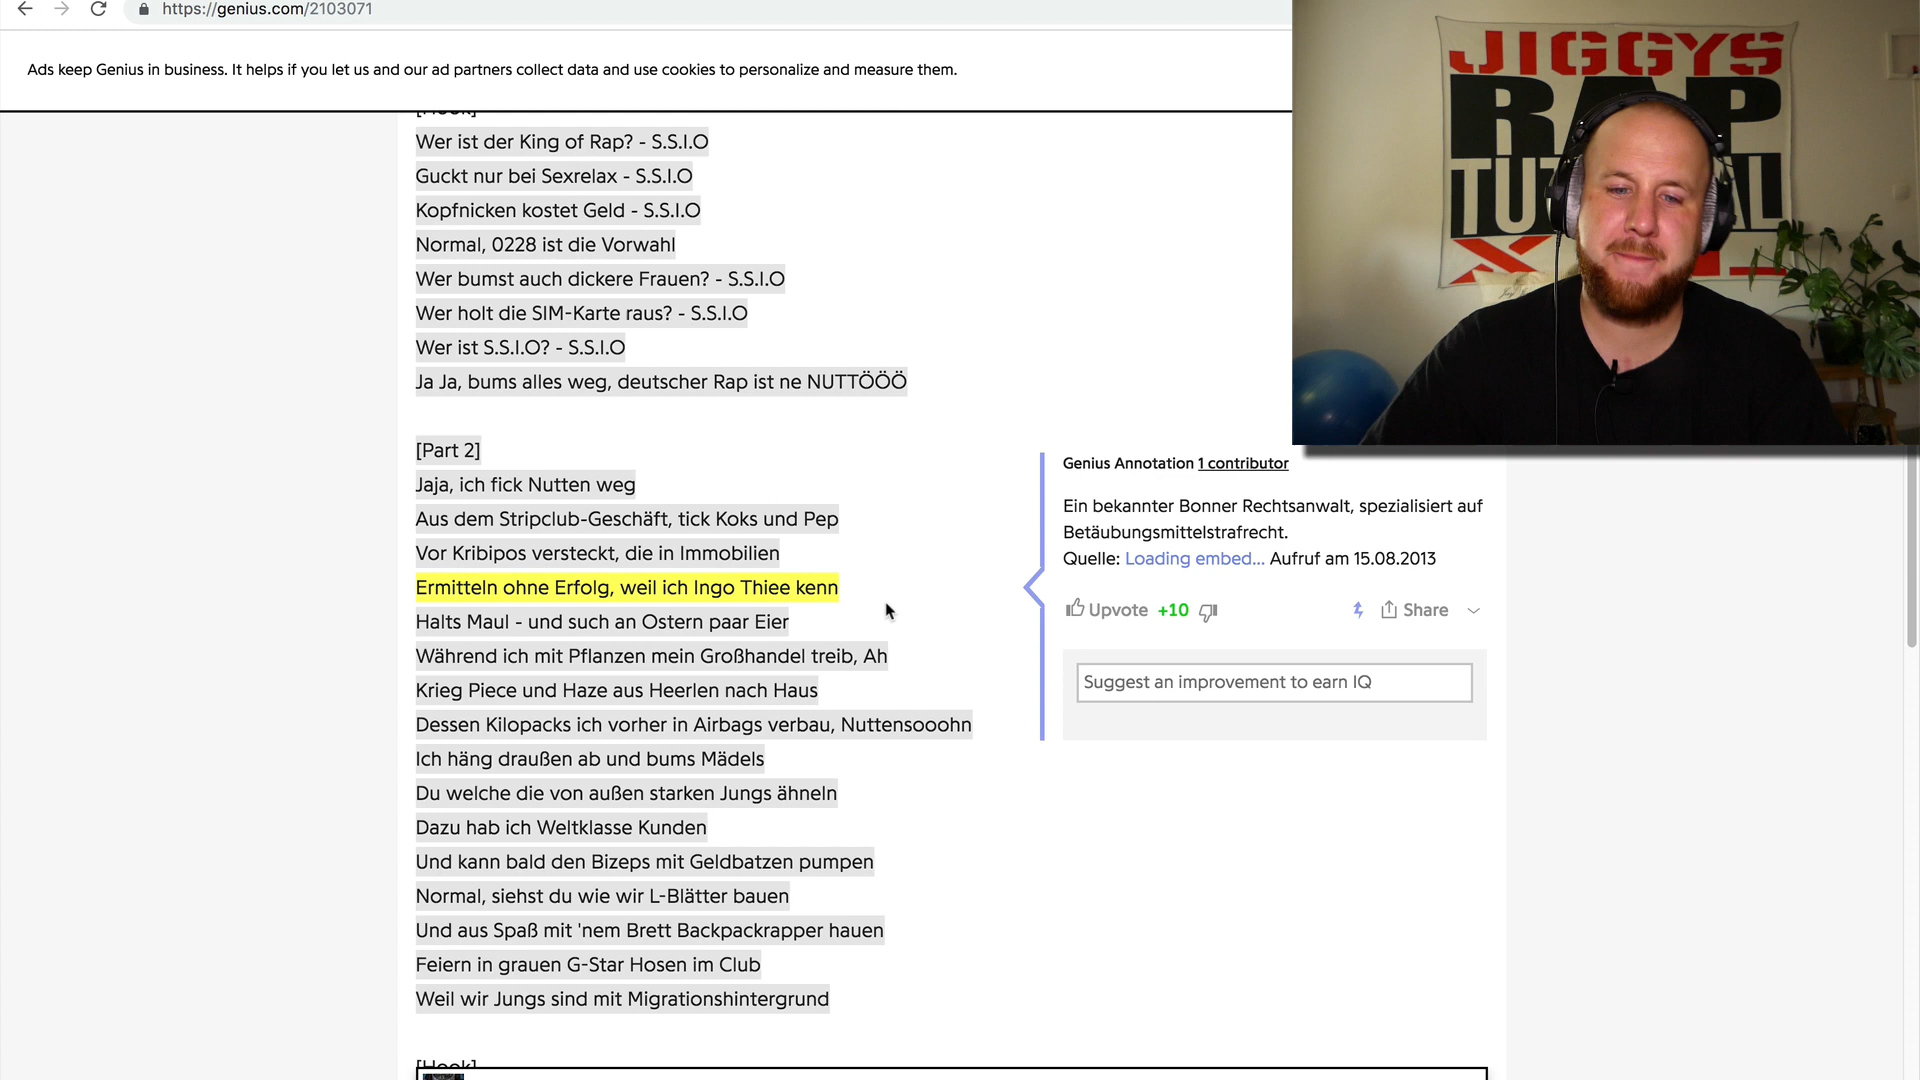 https://genius.com/2103071
Ads keep Genius in business. It helps if you let us and our ad partners collect data and use cookies to personalize and measure them.
[Hook]
Wer ist der King of Rap? - S.S.I.O
Guckt nur bei Sexrelax - S.S.I.O
Kopfnicken kostet Geld - S.S.I.O
Normal, 0228 ist die Vorwahl
Wer bumst auch dickere Frauen? - S.S.I.O
Wer holt die SIM-Karte raus? - S.S.I.O
Wer ist S.S.I.O? - S.S.I.O
Ja Ja, bums alles weg, deutscher Rap ist ne NUTTÖÖÖ
[Part 2]
Jaja, ich fick Nutten weg
Aus dem Stripclub-Geschäft, tick Koks und Pep
Vor Kribipos versteckt, die in Immobilien
Ermitteln ohne Erfolg, weil ich Ingo Thiee kenn
Halts Maul - und such an Ostern paar Eier
Während ich mit Pflanzen mein Großhandel treib, Ah
Krieg Piece und Haze aus Heerlen nach Haus
Dessen Kilopacks ich vorher in Airbags verbau, Nuttensooohn
Ich häng draußen ab und bums Mädels
Du welche die von außen starken Jungs ähneln
Dazu hab ich Weltklasse Kunden
Und kann bald den Bizeps mit Geldbatzen pumpen
Normal, siehst du wie wir L-Blätter bauen
Und aus Spaß mit 'nem Brett Backpackrapper hauen
Feiern in grauen G-Star Hosen im Club
Weil wir Jungs sind mit Migrationshintergrund
[Hook]
Genius Annotation 1 contributor
Ein bekannter Bonner Rechtsanwalt, spezialisiert auf
Betäubungsmittelstrafrecht.
Quelle: Loading embed... Aufruf am 15.08.2013
Upvote +10 Share
Suggest an improvement to earn IQ
JIGGYS
RAP